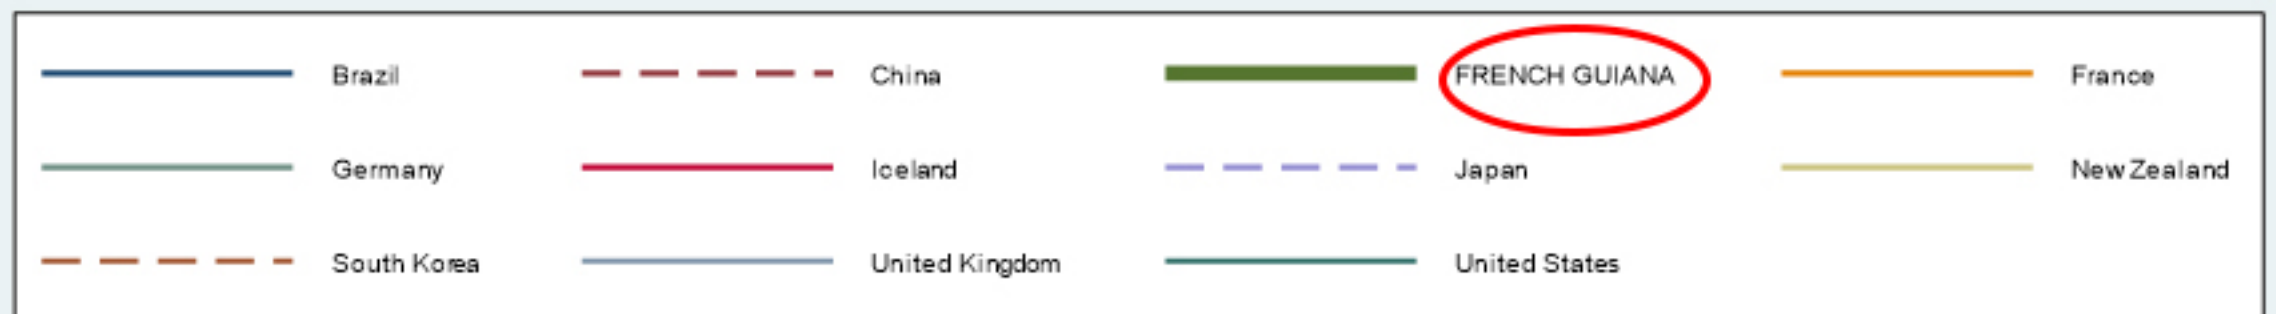 Brazil China FRENCH GUIANA France
Germany Iceland Japan New Zealand
South Korea United Kingdom United States